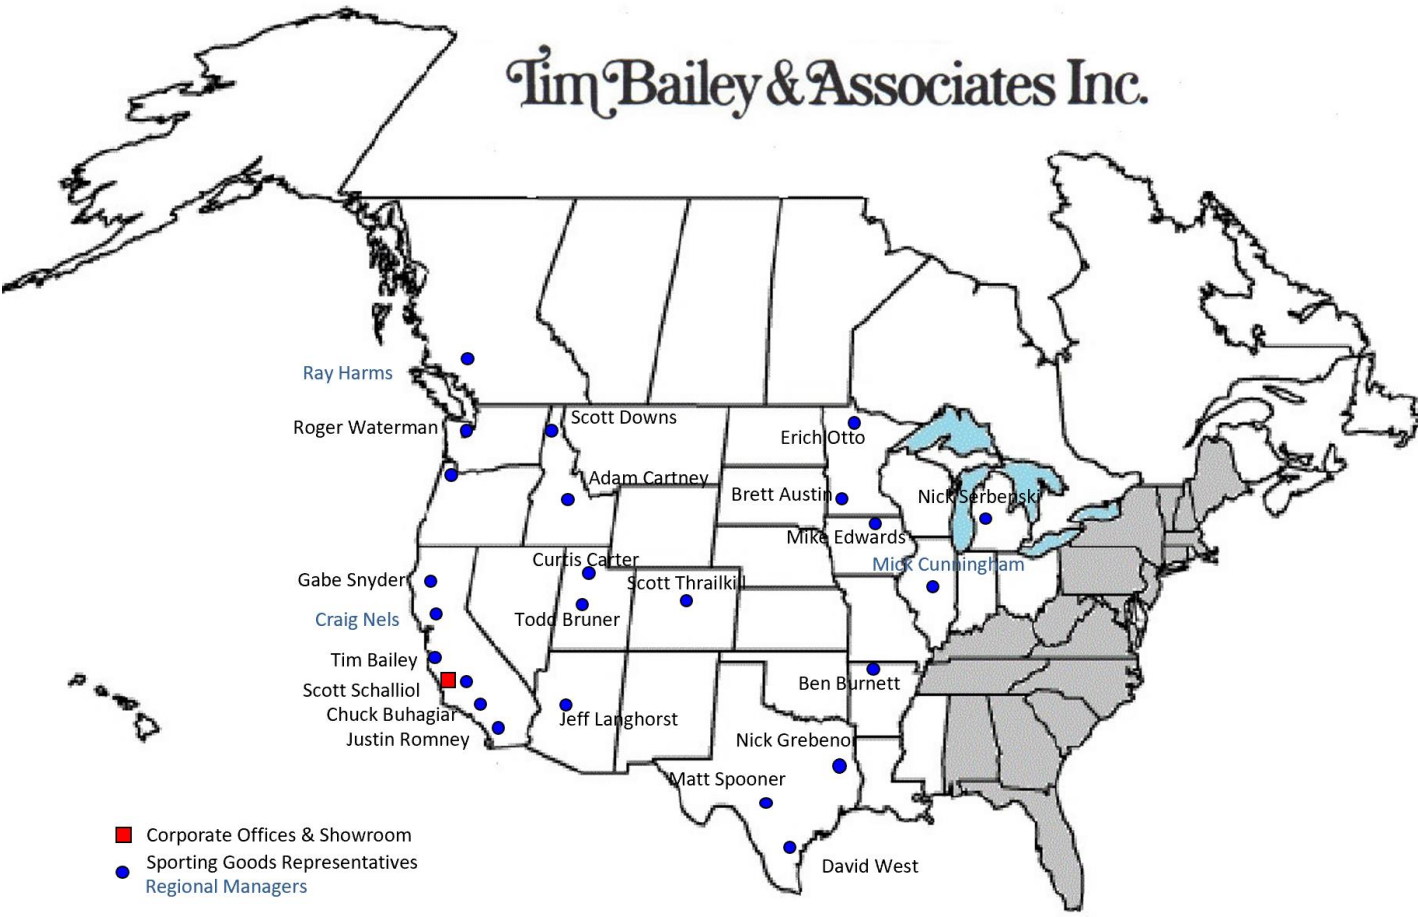 Tim Bailey & Associates Inc.
Ray Harms
Scott Downs
Roger Waterman
Erich Otto
Adam Cartney
Brett Austin
Nick Serbenski
Mike Edwards
Curtis Carter
Mick Cunningham
Gabe Snyder
Scott Thrailkill
Craig Nels
Todd Bruner
Tim Bailey
Ben Burnett
Scott Schalliol
Chuck Buhagiar
Jeff Langhorst
Justin Romney
Nick Grebenor
Matt Spooner
Corporate Offices & Showroom
Sporting Goods Representatives
David West
Regional Managers